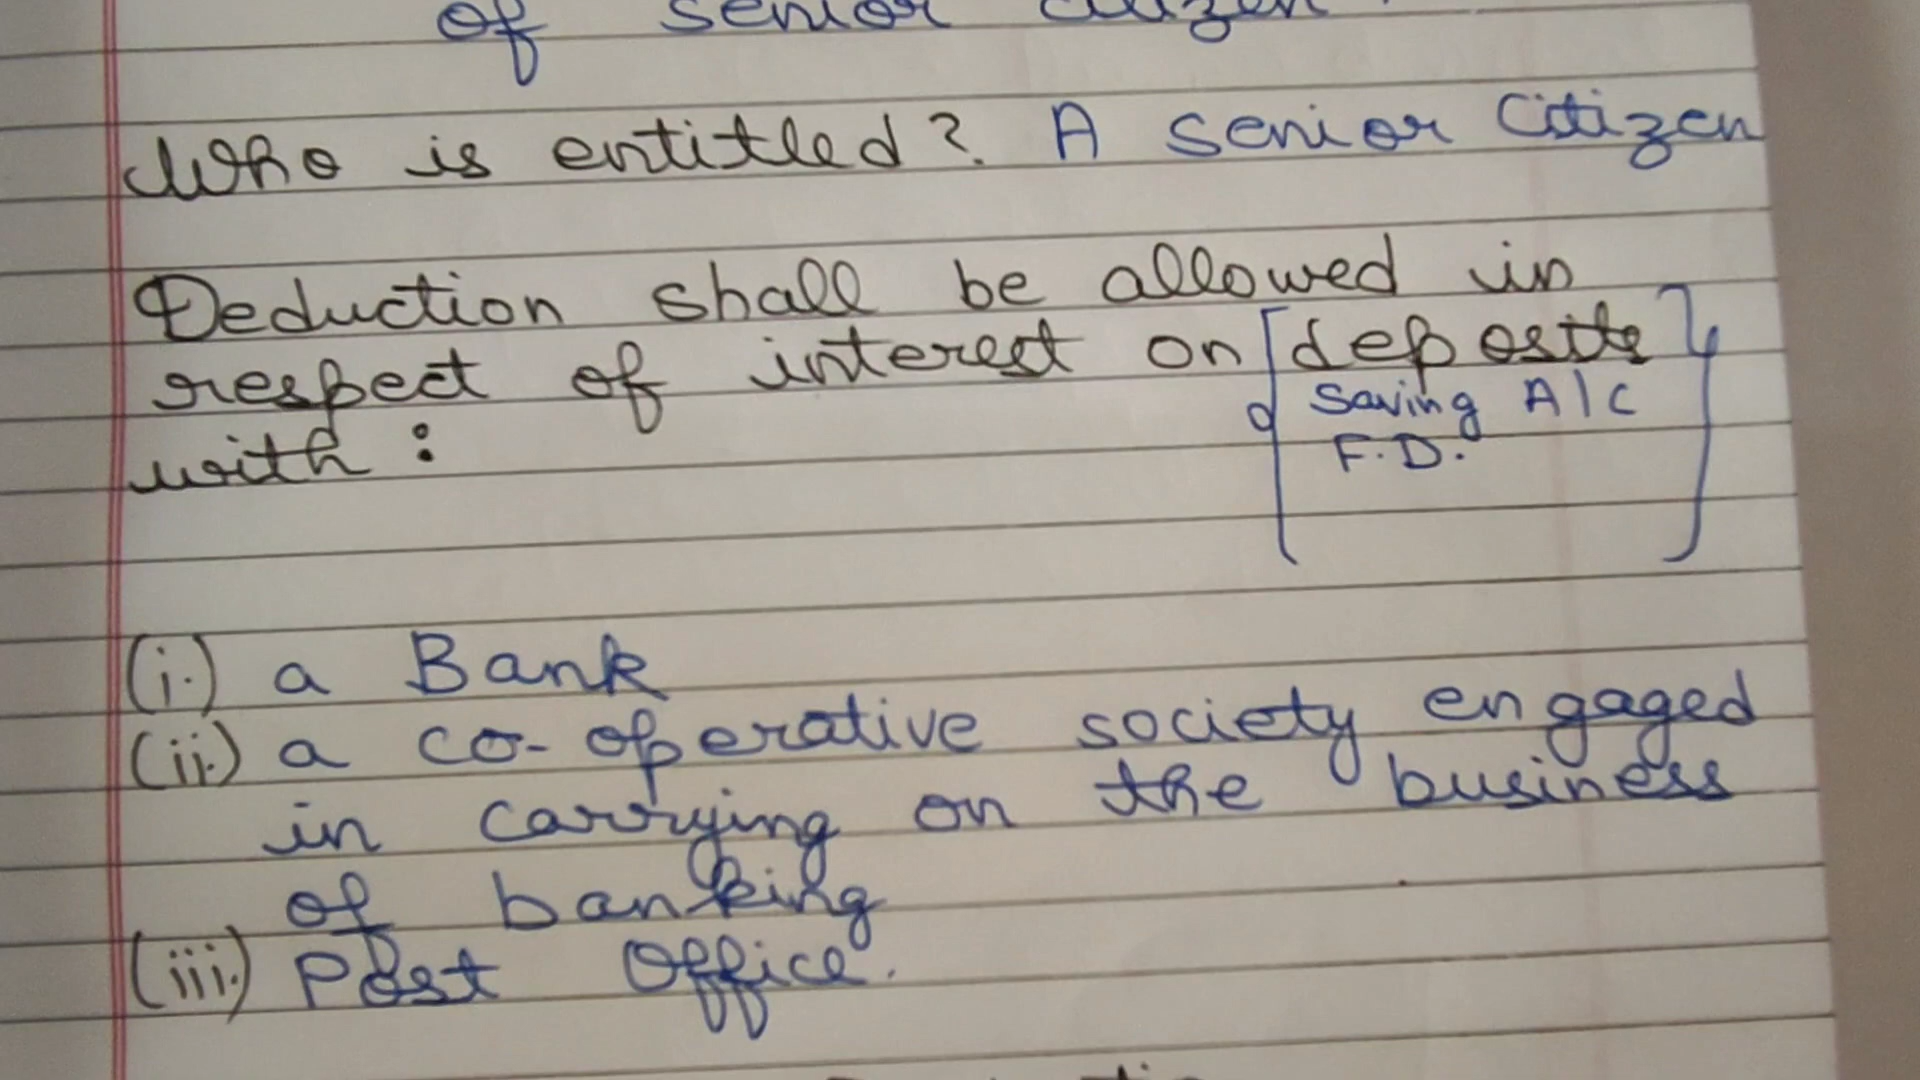 of senior citizen
Who is entitled? A senior Citizen
Deduction shall be allowed in
respect of interest on [deposits]
with :
Saving A/C
F.D.
(i.) a Bank
(ii.) a co-operative society engaged
in carrying on the business
of banking
(iii.) Post Office.